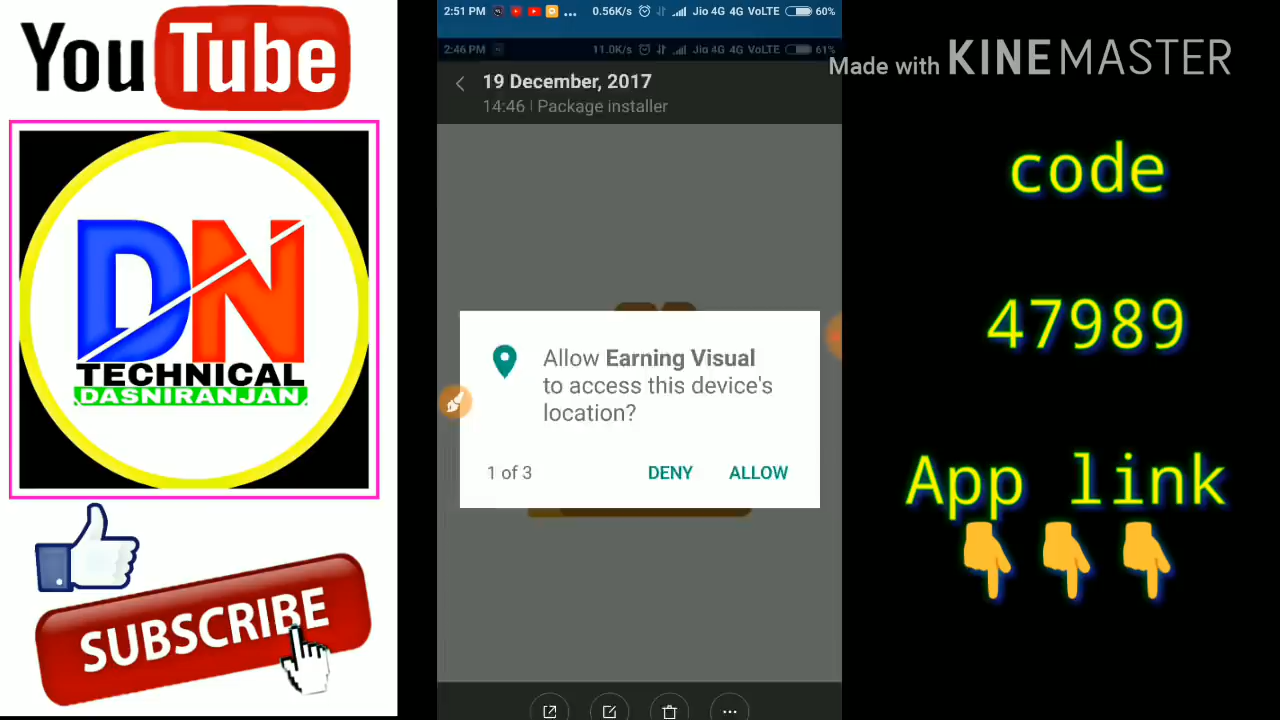 YouTube
DN
TECHNICAL
DASNIRANJAN
SUBSCRIBE
2:51 PM ... 0.56K/s Jio 4G 4G VoLTE 60%
2:46 PM 11.0K/s Jio 4G 4G VoLTE 61%
19 December, 2017
14:46 | Package installer
Allow Earning Visual
to access this device's
location?
1 of 3 DENY ALLOW
Made with KINEMASTER
code
47989
App link